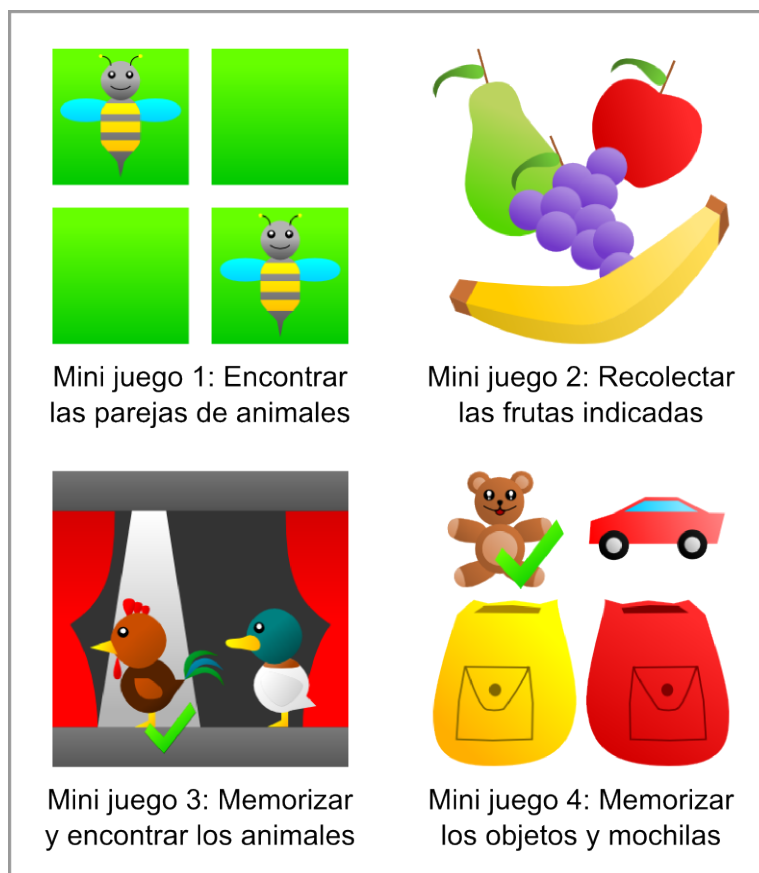 Mini juego 1: Encontrar
las parejas de animales
Mini juego 2: Recolectar
las frutas indicadas
Mini juego 3: Memorizar
y encontrar los animales
Mini juego 4: Memorizar
los objetos y mochilas